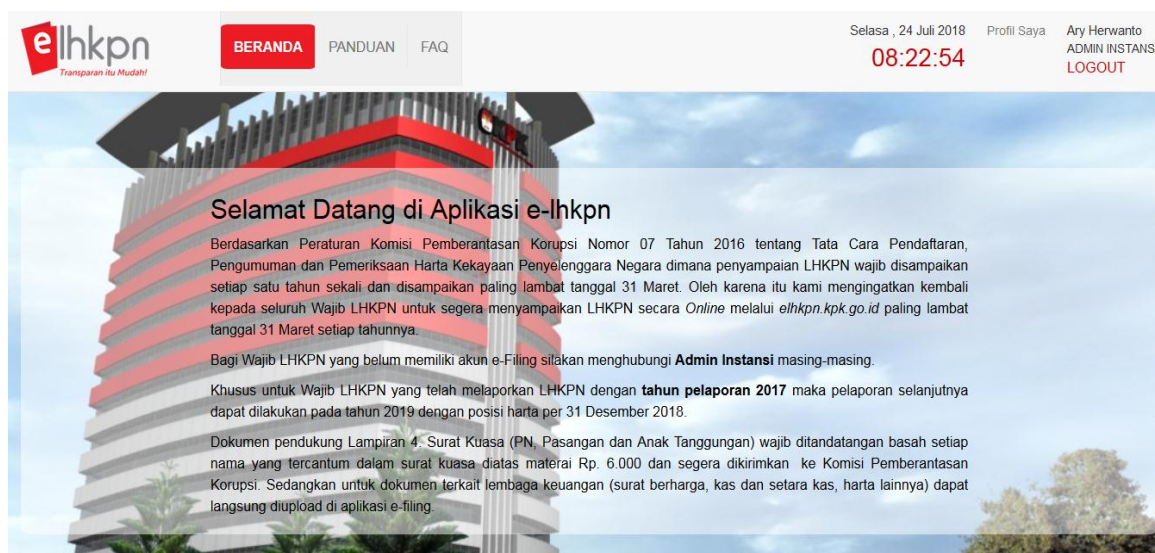 elhkpn
Transparan itu Mudah!
BERANDA PANDUAN FAQ
Selasa , 24 Juli 2018 Profil Saya Ary Herwanto
08:22:54 ADMIN INSTANS
LOGOUT
KPK
Selamat Datang di Aplikasi e-lhkpn
Berdasarkan Peraturan Komisi Pemberantasan Korupsi Nomor 07 Tahun 2016 tentang Tata Cara Pendaftaran,
Pengumuman dan Pemeriksaan Harta Kekayaan Penyelenggara Negara dimana penyampaian LHKPN wajib disampaikan
setiap satu tahun sekali dan disampaikan paling lambat tanggal 31 Maret. Oleh karena itu kami mengingatkan kembali
kepada seluruh Wajib LHKPN untuk segera menyampaikan LHKPN secara Online melalui elhkpn.kpk.go.id paling lambat
tanggal 31 Maret setiap tahunnya.
Bagi Wajib LHKPN yang belum memiliki akun e-Filing silakan menghubungi Admin Instansi masing-masing.
Khusus untuk Wajib LHKPN yang telah melaporkan LHKPN dengan tahun pelaporan 2017 maka pelaporan selanjutnya
dapat dilakukan pada tahun 2019 dengan posisi harta per 31 Desember 2018.
Dokumen pendukung Lampiran 4. Surat Kuasa (PN, Pasangan dan Anak Tanggungan) wajib ditandatangan basah setiap
nama yang tercantum dalam surat kuasa diatas materai Rp. 6.000 dan segera dikirimkan ke Komisi Pemberantasan
Korupsi. Sedangkan untuk dokumen terkait lembaga keuangan (surat berharga, kas dan setara kas, harta lainnya) dapat
langsung diupload di aplikasi e-filing.